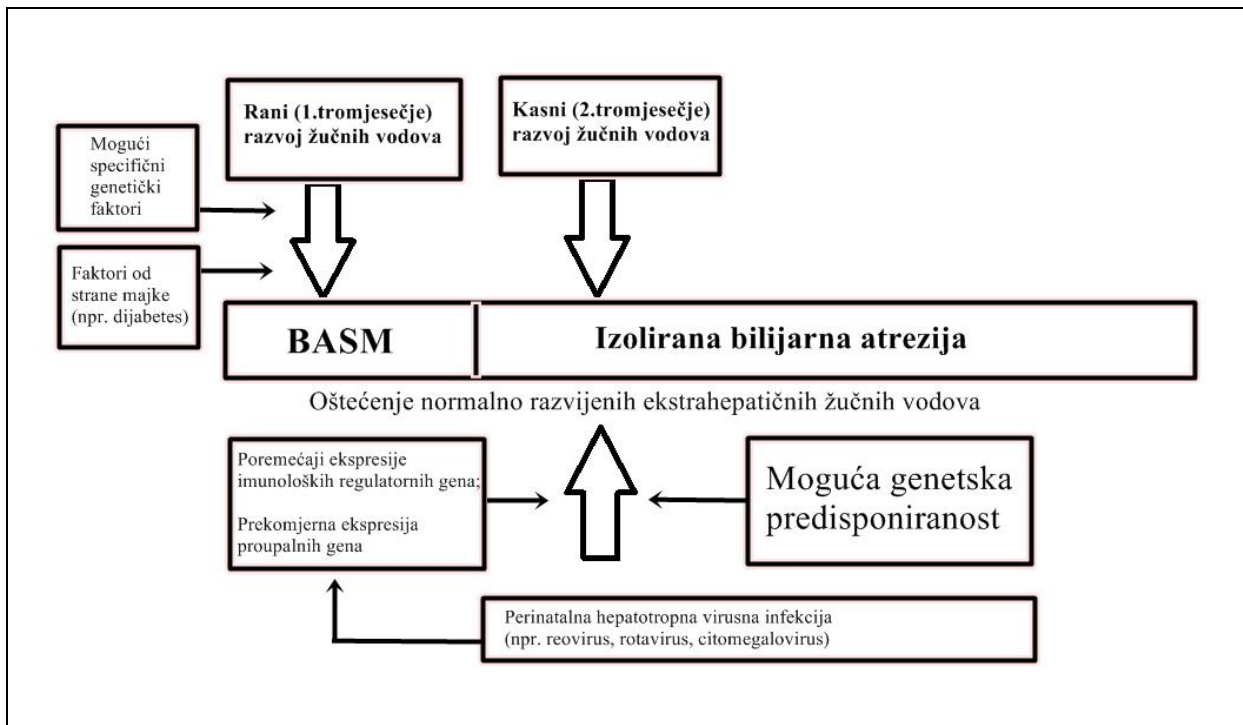 Rani (1.tromjesečje)
razvoj žučnih vodova
Kasni (2.tromjesečje)
razvoj žučnih vodova
Mogući
specifični
genetički
faktori
Faktori od
strane majke
(npr. dijabetes)
BASM
Izolirana bilijarna atrezija
Oštećenje normalno razvijenih ekstrahepatičnih žučnih vodova
Poremećaji ekspresije
imunoloških regulatornih gena;
Prekomjerna ekspresija
proupalnih gena
Moguća genetska
predisponiranost
Perinatalna hepatotropna virusna infekcija
(npr. reovirus, rotavirus, citomegalovirus)